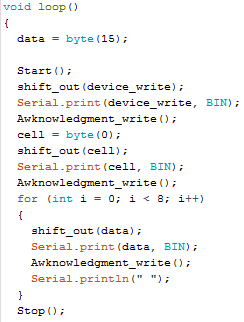 void loop()
{
  data = byte(15);

  Start();
  shift_out(device_write);
  Serial.print(device_write, BIN);
  Awknowledgment_write();
  cell = byte(0);
  shift_out(cell);
  Serial.print(cell, BIN);
  Awknowledgment_write();
  for (int i = 0; i < 8; i++)
  {
    shift_out(data);
    Serial.print(data, BIN);
    Awknowledgment_write();
    Serial.println(" ");
  }
  Stop();